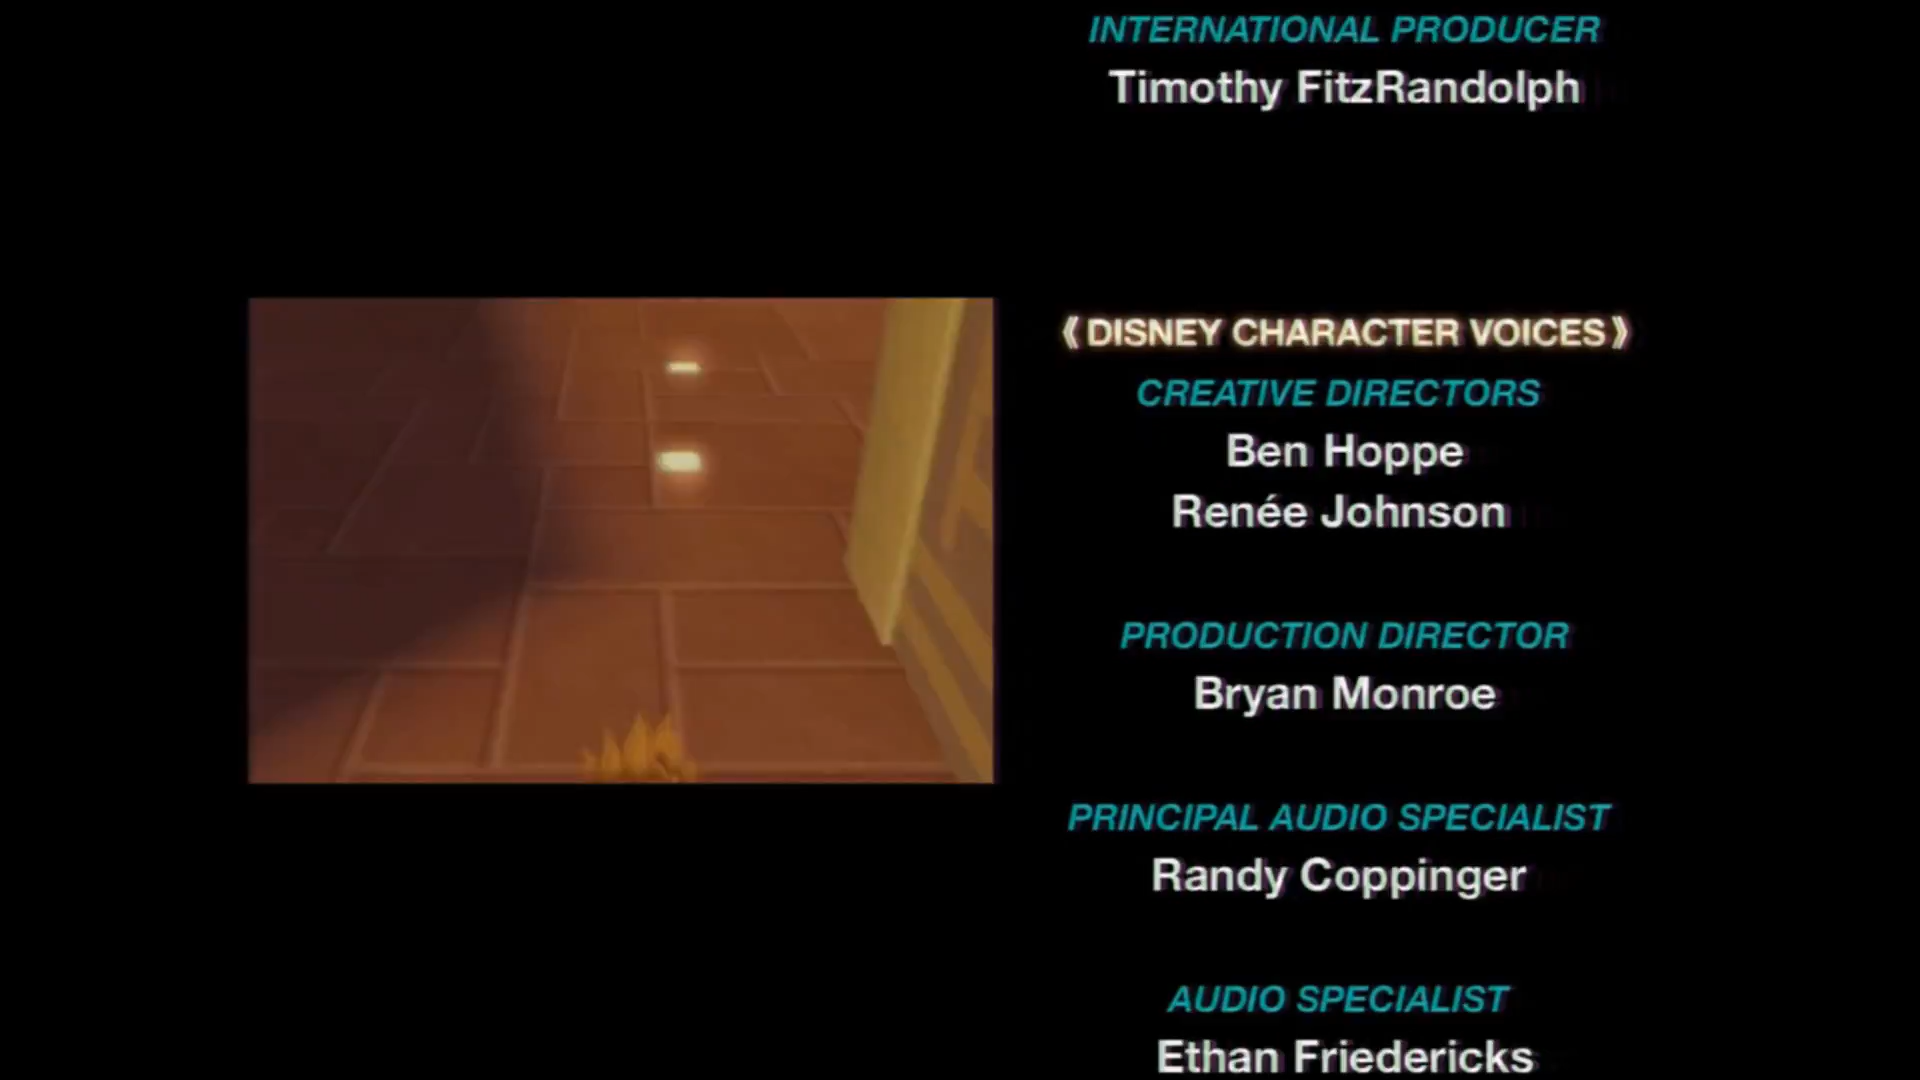 INTERNATIONAL PRODUCER
Timothy FitzRandolph
《DISNEY CHARACTER VOICES》
CREATIVE DIRECTORS
Ben Hoppe
Renée Johnson
PRODUCTION DIRECTOR
Bryan Monroe
PRINCIPAL AUDIO SPECIALIST
Randy Coppinger
AUDIO SPECIALIST
Ethan Friedericks